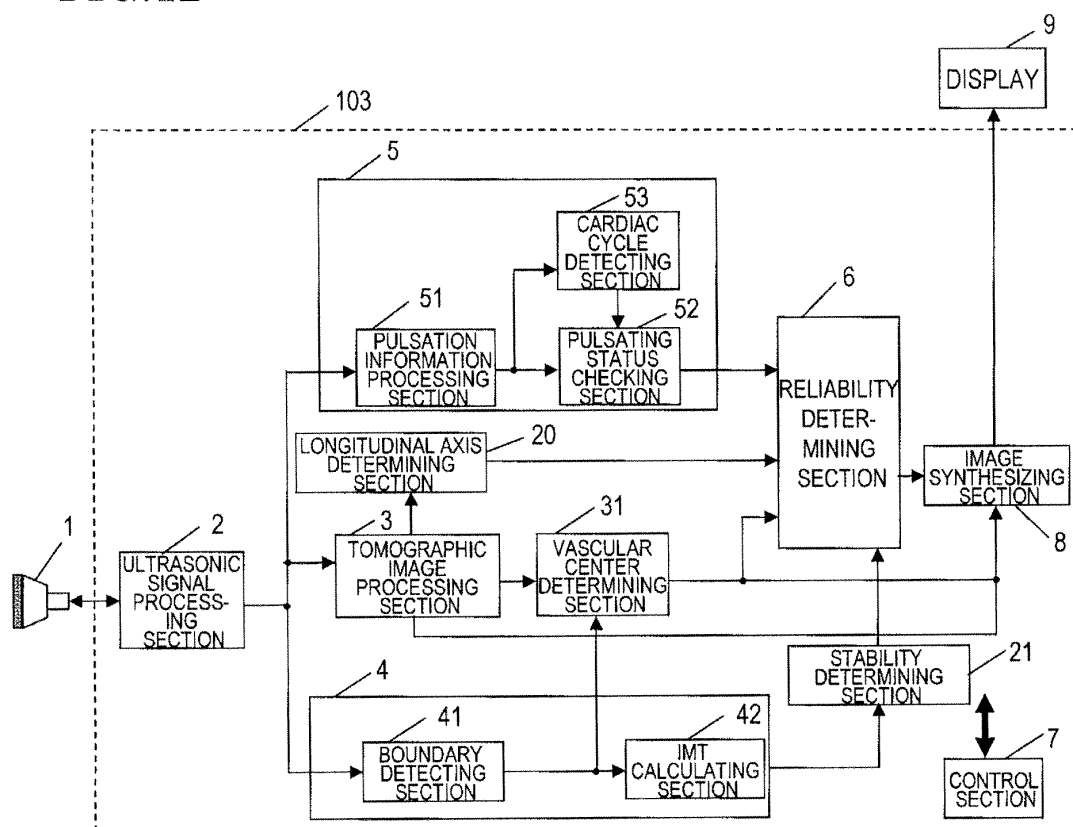 9
DISPLAY
103
5
53
CARDIAC
CYCLE
DETECTING
SECTION
6
51
52
PULSATION
INFORMATION
PROCESSING
SECTION
PULSATING
STATUS
CHECKING
SECTION
RELIABILITY
DETER-
MINING
SECTION
20
LONGITUDINAL AXIS
DETERMINING
SECTION
IMAGE
SYNTHESIZING
SECTION
8
1
2
ULTRASONIC
SIGNAL
PROCESS-
ING
SECTION
3
TOMOGRAPHIC
IMAGE
PROCESSING
SECTION
31
VASCULAR
CENTER
DETERMINING
SECTION
21
STABILITY
DETERMINING
SECTION
4
41
BOUNDARY
DETECTING
SECTION
42
IMT
CALCULATING
SECTION
7
CONTROL
SECTION